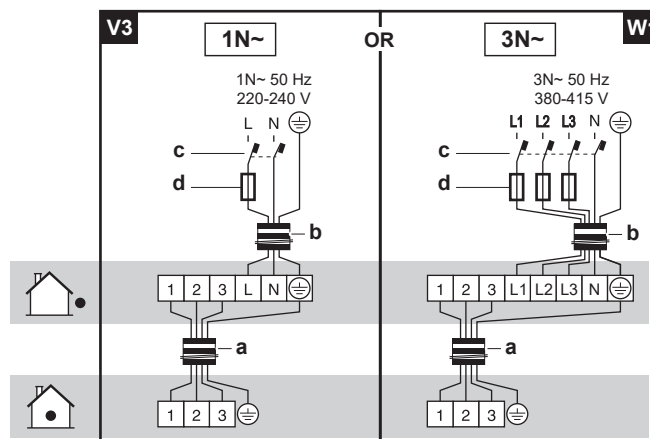 V3 1N~ OR 3N~ W1
1N~ 50 Hz
220-240 V
L N
c
d
b
1 2 3 L N
a
1 2 3
3N~ 50 Hz
380-415 V
L1 L2 L3 N
c
d
b
1 2 3 L1 L2 L3 N
a
1 2 3